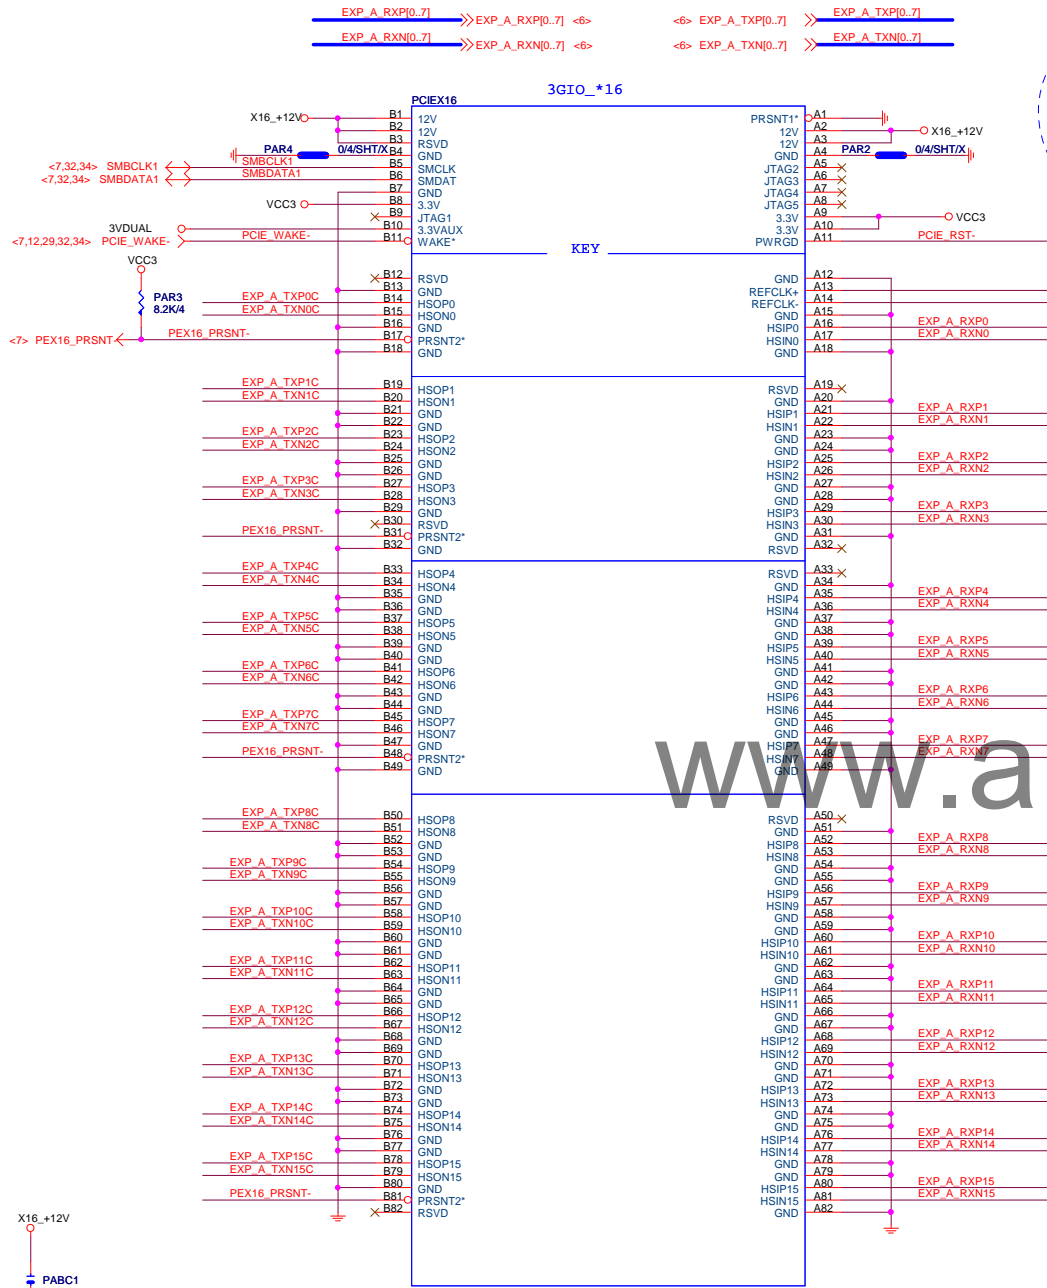 EXP_A_RXP[0..7] EXP_A_RXP[0..7] <6> <6> EXP_A_TXP[0..7] EXP_A_TXP[0..7]
EXP_A_RXN[0..7] EXP_A_RXN[0..7] <6> <6> EXP_A_TXN[0..7] EXP_A_TXN[0..7]
3GIO_*16
PCIEX16
X16_+12V B1 12V PRSNT1* A1
B2 12V 12V A2 X16_+12V
B3 RSVD 12V A3
PAR4 0/4/SHT/X B4 GND GND A4 PAR2 0/4/SHT/X
<7,32,34> SMBCLK1 SMBCLK1 B5 SMCLK JTAG2 A5
<7,32,34> SMBDATA1 SMBDATA1 B6 SMDAT JTAG3 A6
B7 GND JTAG4 A7
VCC3 B8 3.3V JTAG5 A8
B9 JTAG1 3.3V A9 VCC3
3VDUAL B10 3.3VAUX 3.3V A10
<7,12,29,32,34> PCIE_WAKE- PCIE_WAKE- B11 WAKE* PWRGD A11 PCIE_RST-
KEY
VCC3
B12 RSVD GND A12
PAR3 B13 GND REFCLK+ A13
8.2K/4 EXP_A_TXP0C B14 HSOP0 REFCLK- A14
EXP_A_TXN0C B15 HSON0 GND A15
B16 GND HSIP0 A16 EXP_A_RXP0
<7> PEX16_PRSNT- PEX16_PRSNT- B17 PRSNT2* HSIN0 A17 EXP_A_RXN0
B18 GND GND A18
EXP_A_TXP1C B19 HSOP1 RSVD A19
EXP_A_TXN1C B20 HSON1 GND A20
B21 GND HSIP1 A21 EXP_A_RXP1
B22 GND HSIN1 A22 EXP_A_RXN1
EXP_A_TXP2C B23 HSOP2 GND A23
EXP_A_TXN2C B24 HSON2 GND A24
B25 GND HSIP2 A25 EXP_A_RXP2
B26 GND HSIN2 A26 EXP_A_RXN2
EXP_A_TXP3C B27 HSOP3 GND A27
EXP_A_TXN3C B28 HSON3 GND A28
B29 GND HSIP3 A29 EXP_A_RXP3
B30 RSVD HSIN3 A30 EXP_A_RXN3
PEX16_PRSNT- B31 PRSNT2* GND A31
B32 GND RSVD A32
EXP_A_TXP4C B33 HSOP4 RSVD A33
EXP_A_TXN4C B34 HSON4 GND A34
B35 GND HSIP4 A35 EXP_A_RXP4
B36 GND HSIN4 A36 EXP_A_RXN4
EXP_A_TXP5C B37 HSOP5 GND A37
EXP_A_TXN5C B38 HSON5 GND A38
B39 GND HSIP5 A39 EXP_A_RXP5
B40 GND HSIN5 A40 EXP_A_RXN5
EXP_A_TXP6C B41 HSOP6 GND A41
EXP_A_TXN6C B42 HSON6 GND A42
B43 GND HSIP6 A43 EXP_A_RXP6
B44 GND HSIN6 A44 EXP_A_RXN6
EXP_A_TXP7C B45 HSOP7 GND A45
EXP_A_TXN7C B46 HSON7 GND A46
B47 GND HSIP7 A47 EXP_A_RXP7
PEX16_PRSNT- B48 PRSNT2* HSIN7 A48 EXP_A_RXN7
B49 GND GND A49
www.a
EXP_A_TXP8C B50 HSOP8 RSVD A50
EXP_A_TXN8C B51 HSON8 GND A51
B52 GND HSIP8 A52 EXP_A_RXP8
B53 GND HSIN8 A53 EXP_A_RXN8
EXP_A_TXP9C B54 HSOP9 GND A54
EXP_A_TXN9C B55 HSON9 GND A55
B56 GND HSIP9 A56 EXP_A_RXP9
B57 GND HSIN9 A57 EXP_A_RXN9
EXP_A_TXP10C B58 HSOP10 GND A58
EXP_A_TXN10C B59 HSON10 GND A59
B60 GND HSIP10 A60 EXP_A_RXP10
B61 GND HSIN10 A61 EXP_A_RXN10
EXP_A_TXP11C B62 HSOP11 GND A62
EXP_A_TXN11C B63 HSON11 GND A63
B64 GND HSIP11 A64 EXP_A_RXP11
B65 GND HSIN11 A65 EXP_A_RXN11
EXP_A_TXP12C B66 HSOP12 GND A66
EXP_A_TXN12C B67 HSON12 GND A67
B68 GND HSIP12 A68 EXP_A_RXP12
B69 GND HSIN12 A69 EXP_A_RXN12
EXP_A_TXP13C B70 HSOP13 GND A70
EXP_A_TXN13C B71 HSON13 GND A71
B72 GND HSIP13 A72 EXP_A_RXP13
B73 GND HSIN13 A73 EXP_A_RXN13
EXP_A_TXP14C B74 HSOP14 GND A74
EXP_A_TXN14C B75 HSON14 GND A75
B76 GND HSIP14 A76 EXP_A_RXP14
B77 GND HSIN14 A77 EXP_A_RXN14
EXP_A_TXP15C B78 HSOP15 GND A78
EXP_A_TXN15C B79 HSON15 GND A79
B80 GND HSIP15 A80 EXP_A_RXP15
PEX16_PRSNT- B81 PRSNT2* HSIN15 A81 EXP_A_RXN15
B82 RSVD GND A82
X16_+12V
PABC1